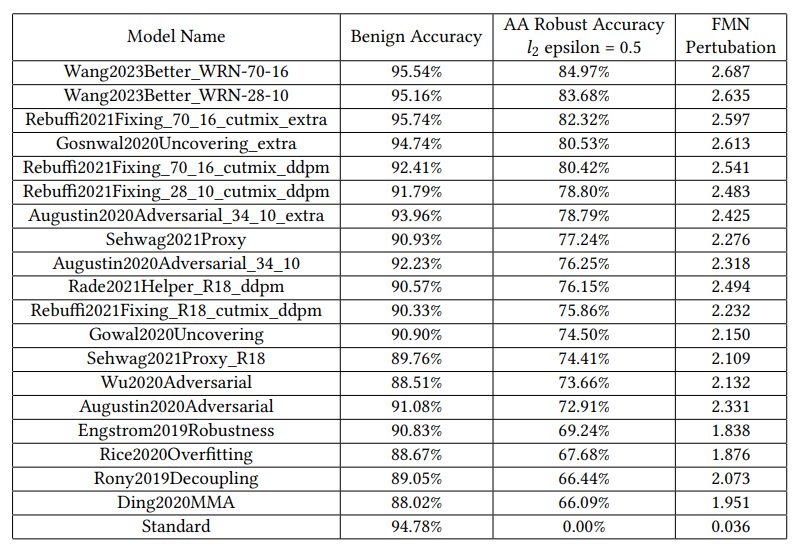 Model Name Benign Accuracy AA Robust Accuracy l₂ epsilon = 0.5 FMN Pertubation
Wang2023Better_WRN-70-16 95.54% 84.97% 2.687
Wang2023Better_WRN-28-10 95.16% 83.68% 2.635
Rebuffi2021Fixing_70_16_cutmix_extra 95.74% 82.32% 2.597
Gosnwal2020Uncovering_extra 94.74% 80.53% 2.613
Rebuffi2021Fixing_70_16_cutmix_ddpm 92.41% 80.42% 2.541
Rebuffi2021Fixing_28_10_cutmix_ddpm 91.79% 78.80% 2.483
Augustin2020Adversarial_34_10_extra 93.96% 78.79% 2.425
Sehwag2021Proxy 90.93% 77.24% 2.276
Augustin2020Adversarial_34_10 92.23% 76.25% 2.318
Rade2021Helper_R18_ddpm 90.57% 76.15% 2.494
Rebuffi2021Fixing_R18_cutmix_ddpm 90.33% 75.86% 2.232
Gowal2020Uncovering 90.90% 74.50% 2.150
Sehwag2021Proxy_R18 89.76% 74.41% 2.109
Wu2020Adversarial 88.51% 73.66% 2.132
Augustin2020Adversarial 91.08% 72.91% 2.331
Engstrom2019Robustness 90.83% 69.24% 1.838
Rice2020Overfitting 88.67% 67.68% 1.876
Rony2019Decoupling 89.05% 66.44% 2.073
Ding2020MMA 88.02% 66.09% 1.951
Standard 94.78% 0.00% 0.036